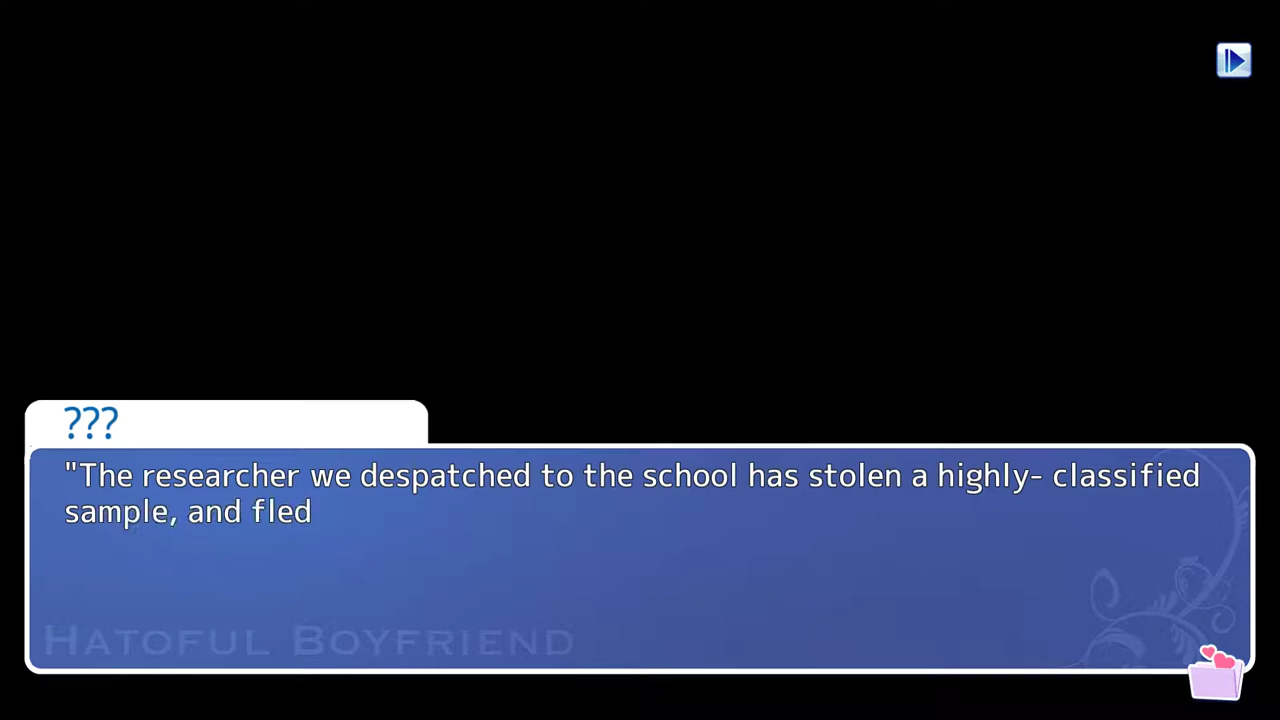 ???
"The researcher we despatched to the school has stolen a highly- classified
sample, and fled
HATOFUL BOYFRIEND